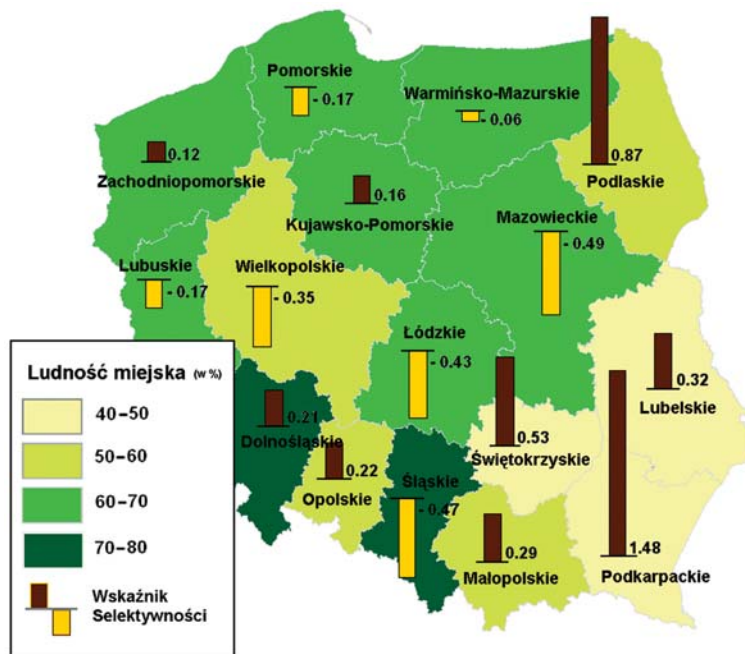 Pomorskie
- 0.17
Warmińsko-Mazurskie
- 0.06
0.87
Podlaskie
0.12
Zachodniopomorskie
0.16
Kujawsko-Pomorskie
Mazowieckie
- 0.49
Lubuskie
- 0.17
Wielkopolskie
- 0.35
Łódzkie
- 0.43
0.32
Lubelskie
0.21
Dolnośląskie
0.53
Świętokrzyskie
0.22
Opolskie
Śląskie
- 0.47
0.29
Małopolskie
1.48
Podkarpackie
Ludność miejska (w %)
40–50
50–60
60–70
70–80
Wskaźnik
Selektywności